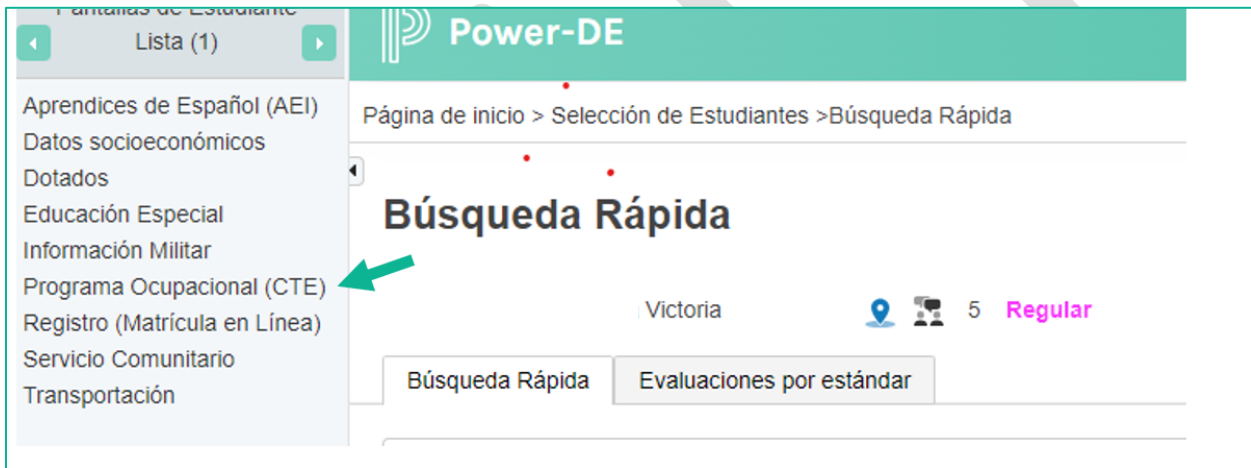 Pantallas de Estudiante
Lista (1)
Aprendices de Español (AEI)
Datos socioeconómicos
Dotados
Educación Especial
Información Militar
Programa Ocupacional (CTE)
Registro (Matrícula en Línea)
Servicio Comunitario
Transportación
Power-DE
Página de inicio > Selección de Estudiantes >Búsqueda Rápida
Búsqueda Rápida
Victoria 5 Regular
Búsqueda Rápida Evaluaciones por estándar